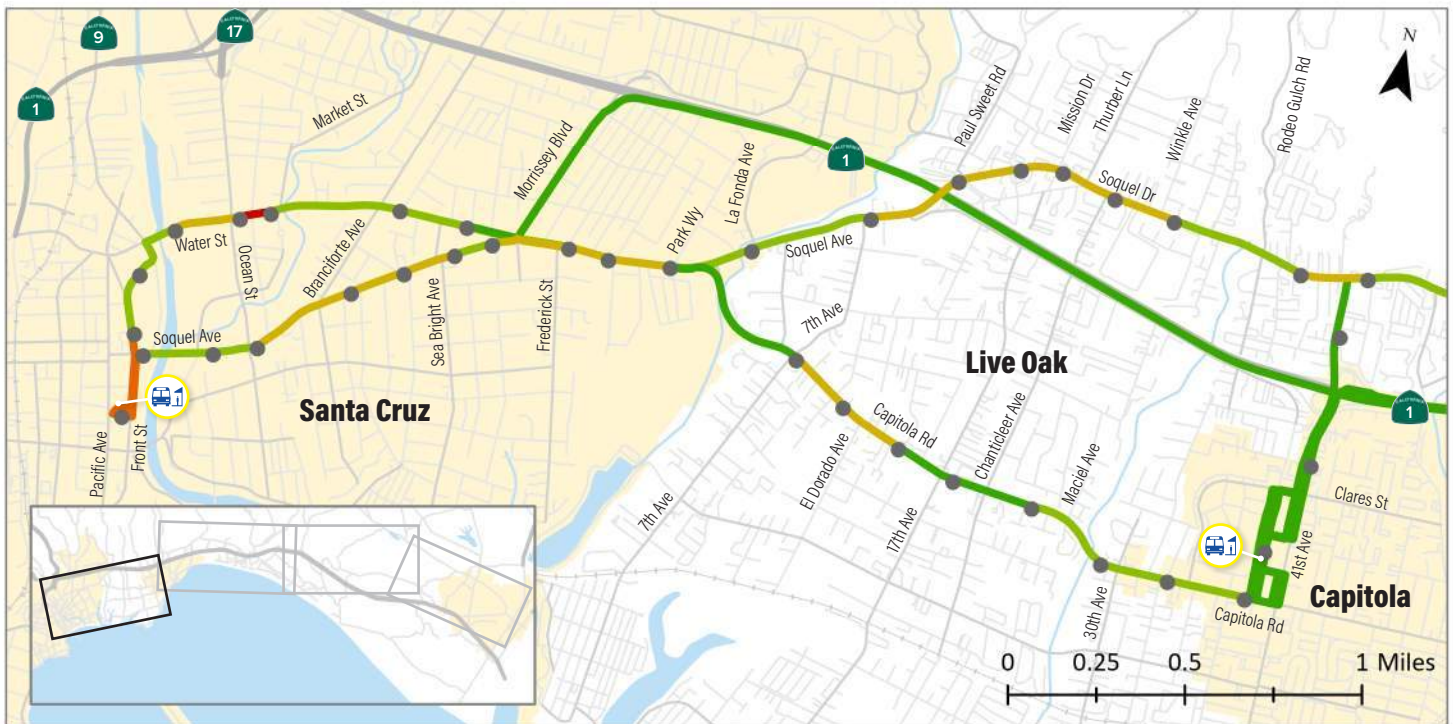 9
17
N
1
Market St
Morrissey Blvd
Paul Sweet Rd
Mission Dr
Thurber Ln
Winkle Ave
Rodeo Gulch Rd
1
La Fonda Ave
Soquel Dr
Branciforte Ave
Park Wy
Water St
Ocean St
Soquel Ave
Sea Bright Ave
Frederick St
7th Ave
Soquel Ave
Live Oak
Santa Cruz
1
Pacific Ave
Front St
Capitola Rd
El Dorado Ave
Chanticleer Ave
Maciel Ave
7th Ave
17th Ave
Clares St
41st Ave
Capitola
30th Ave
Capitola Rd
0 0.25 0.5 1 Miles